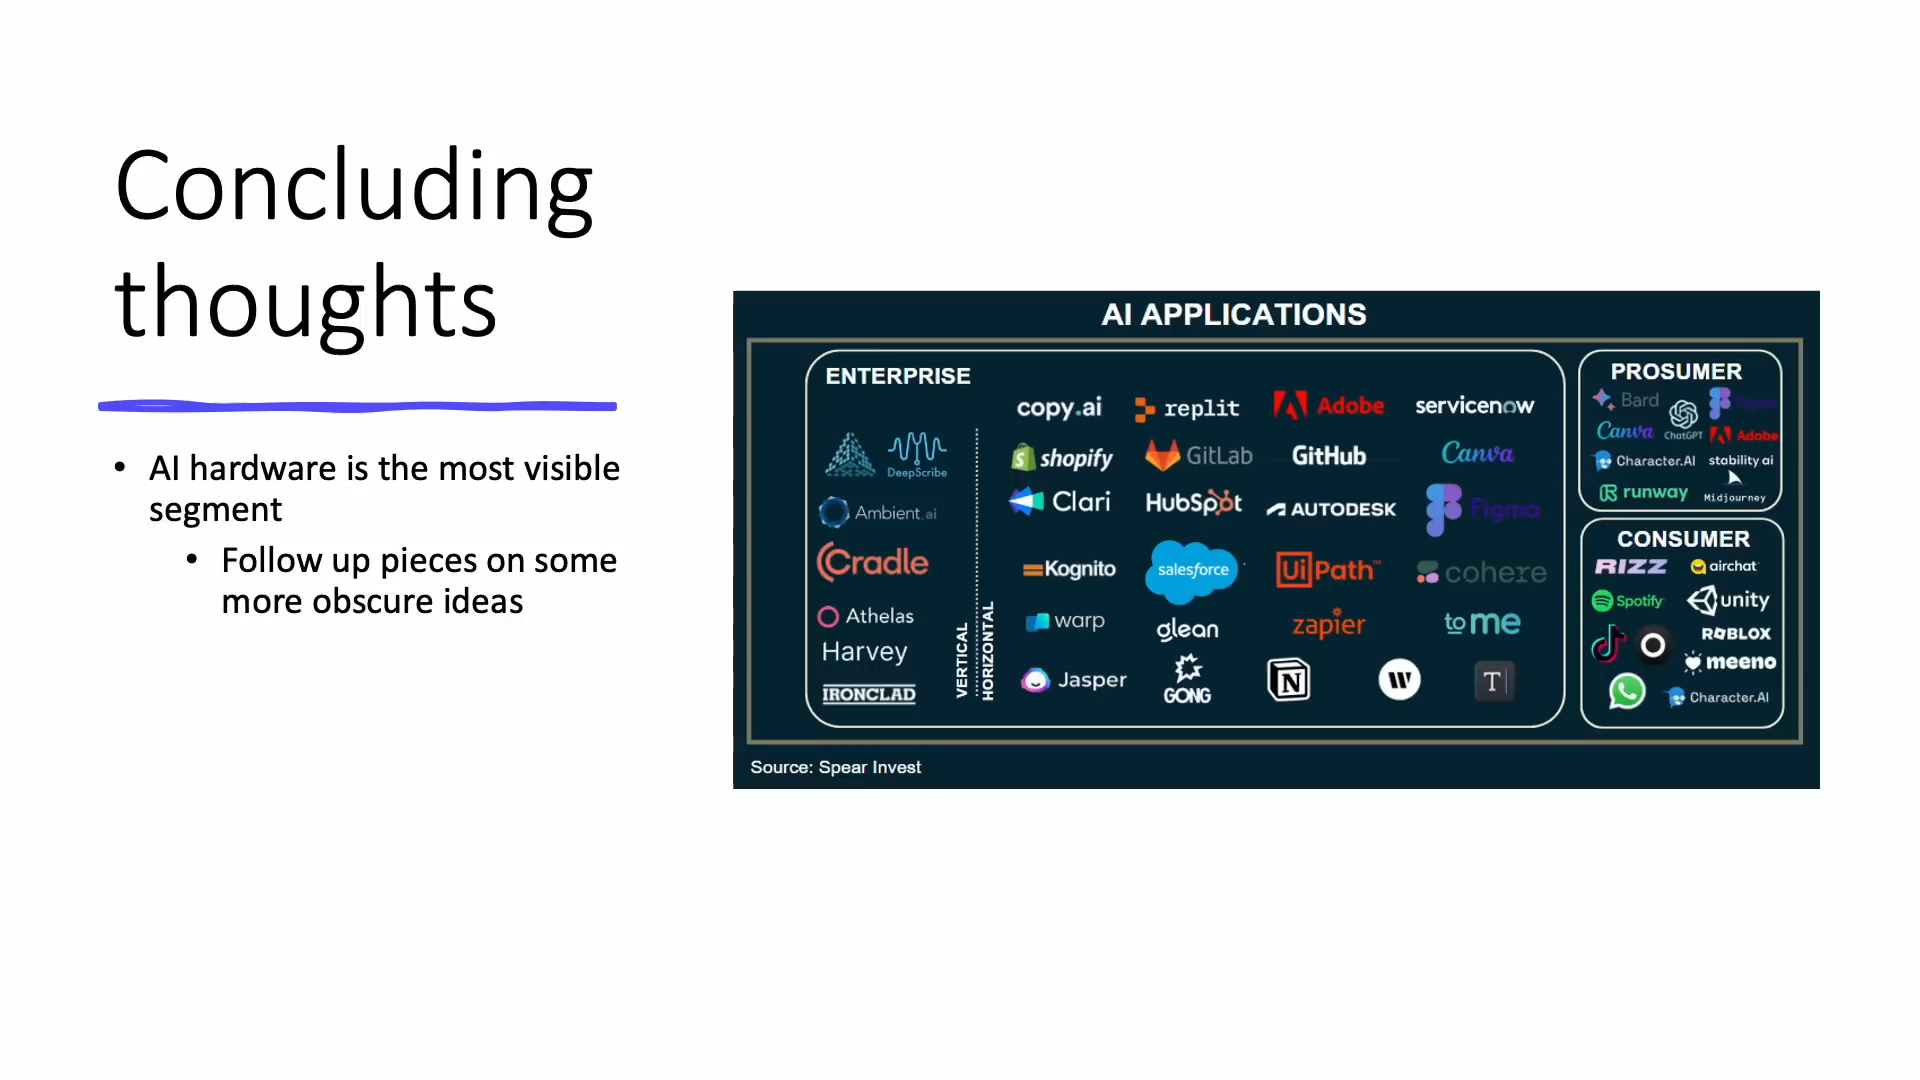 Concluding
thoughts
• AI hardware is the most visible
segment
• Follow up pieces on some
more obscure ideas
AI APPLICATIONS
ENTERPRISE
DeepScribe
Ambient.ai
Cradle
Athelas
Harvey
IRONCLAD
VERTICAL
HORIZONTAL
copy.ai replit Adobe servicenow
shopify GitLab GitHub Canva
Clari HubSpot AUTODESK Figma
Kognito salesforce UiPath™ cohere
warp glean zapier tome
Jasper GONG N W T
PROSUMER
Bard ChatGPT Figma
Canva Adobe
Character.AI stability ai
runway Midjourney
CONSUMER
RIZZ airchat
Spotify unity
ROBLOX
meeno
Character.AI
Source: Spear Invest